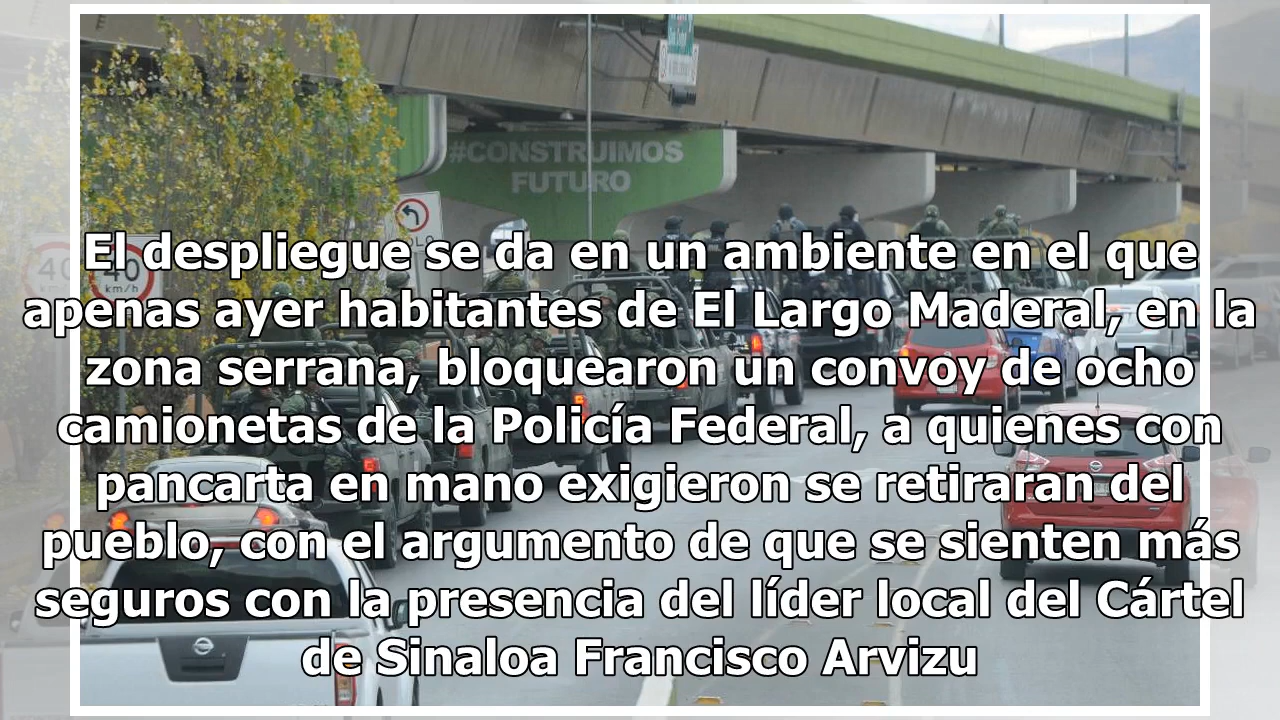 #CONSTRUIMOS
FUTURO
SOLO
40
40
km/h
El despliegue se da en un ambiente en el que
apenas ayer habitantes de El Largo Maderal, en la
zona serrana, bloquearon un convoy de ocho
camionetas de la Policía Federal, a quienes con
pancarta en mano exigieron se retiraran del
pueblo, con el argumento de que se sienten más
seguros con la presencia del líder local del Cártel
de Sinaloa Francisco Arvizu